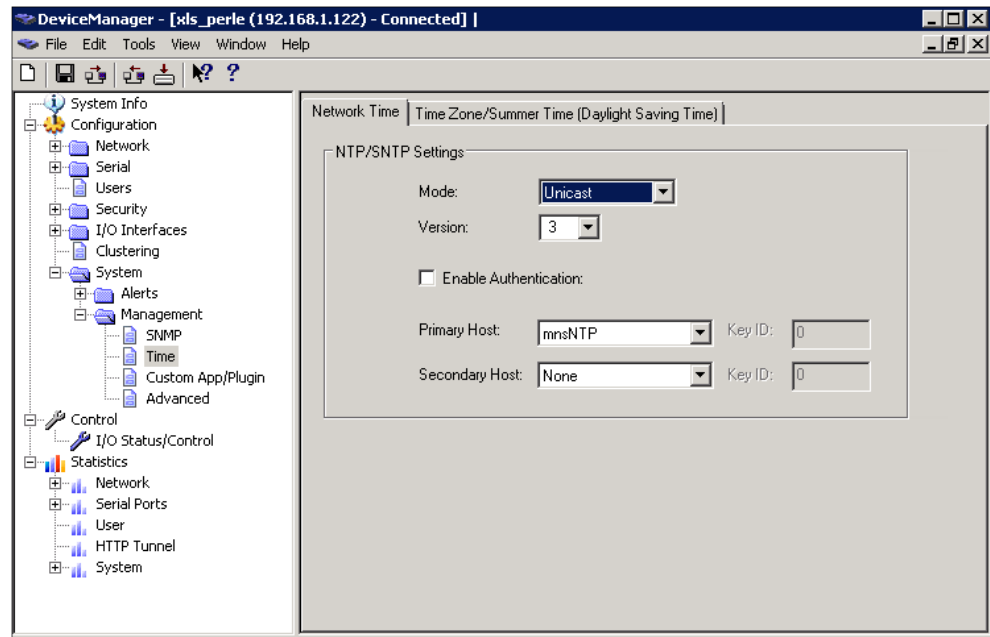 DeviceManager - [xls_perle (192.168.1.122) - Connected] |
File Edit Tools View Window Help
System Info
Configuration
Network
Serial
Users
Security
I/O Interfaces
Clustering
System
Alerts
Management
SNMP
Time
Custom App/Plugin
Advanced
Control
I/O Status/Control
Statistics
Network
Serial Ports
User
HTTP Tunnel
System
Network Time Time Zone/Summer Time (Daylight Saving Time)
NTP/SNTP Settings
Mode: Unicast
Version: 3
Enable Authentication:
Primary Host: mnsNTP Key ID: 0
Secondary Host: None Key ID: 0